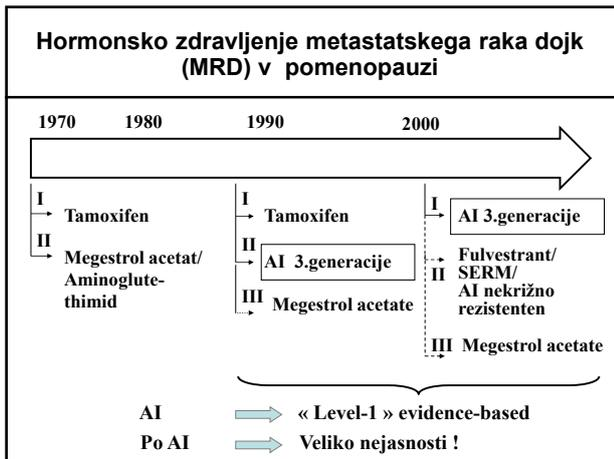 Hormonsko zdravljenje metastatskega raka dojk
(MRD) v pomenopauzi
1970 1980 1990 2000
I
Tamoxifen
II
Megestrol acetat/
Aminoglute-
thimid
I
Tamoxifen
II
AI 3.generacije
III
Megestrol acetate
I
AI 3.generacije
Fulvestrant/
II SERM/
AI nekrižno
rezistenten
III Megestrol acetate
AI « Level-1 » evidence-based
Po AI Veliko nejasnosti !